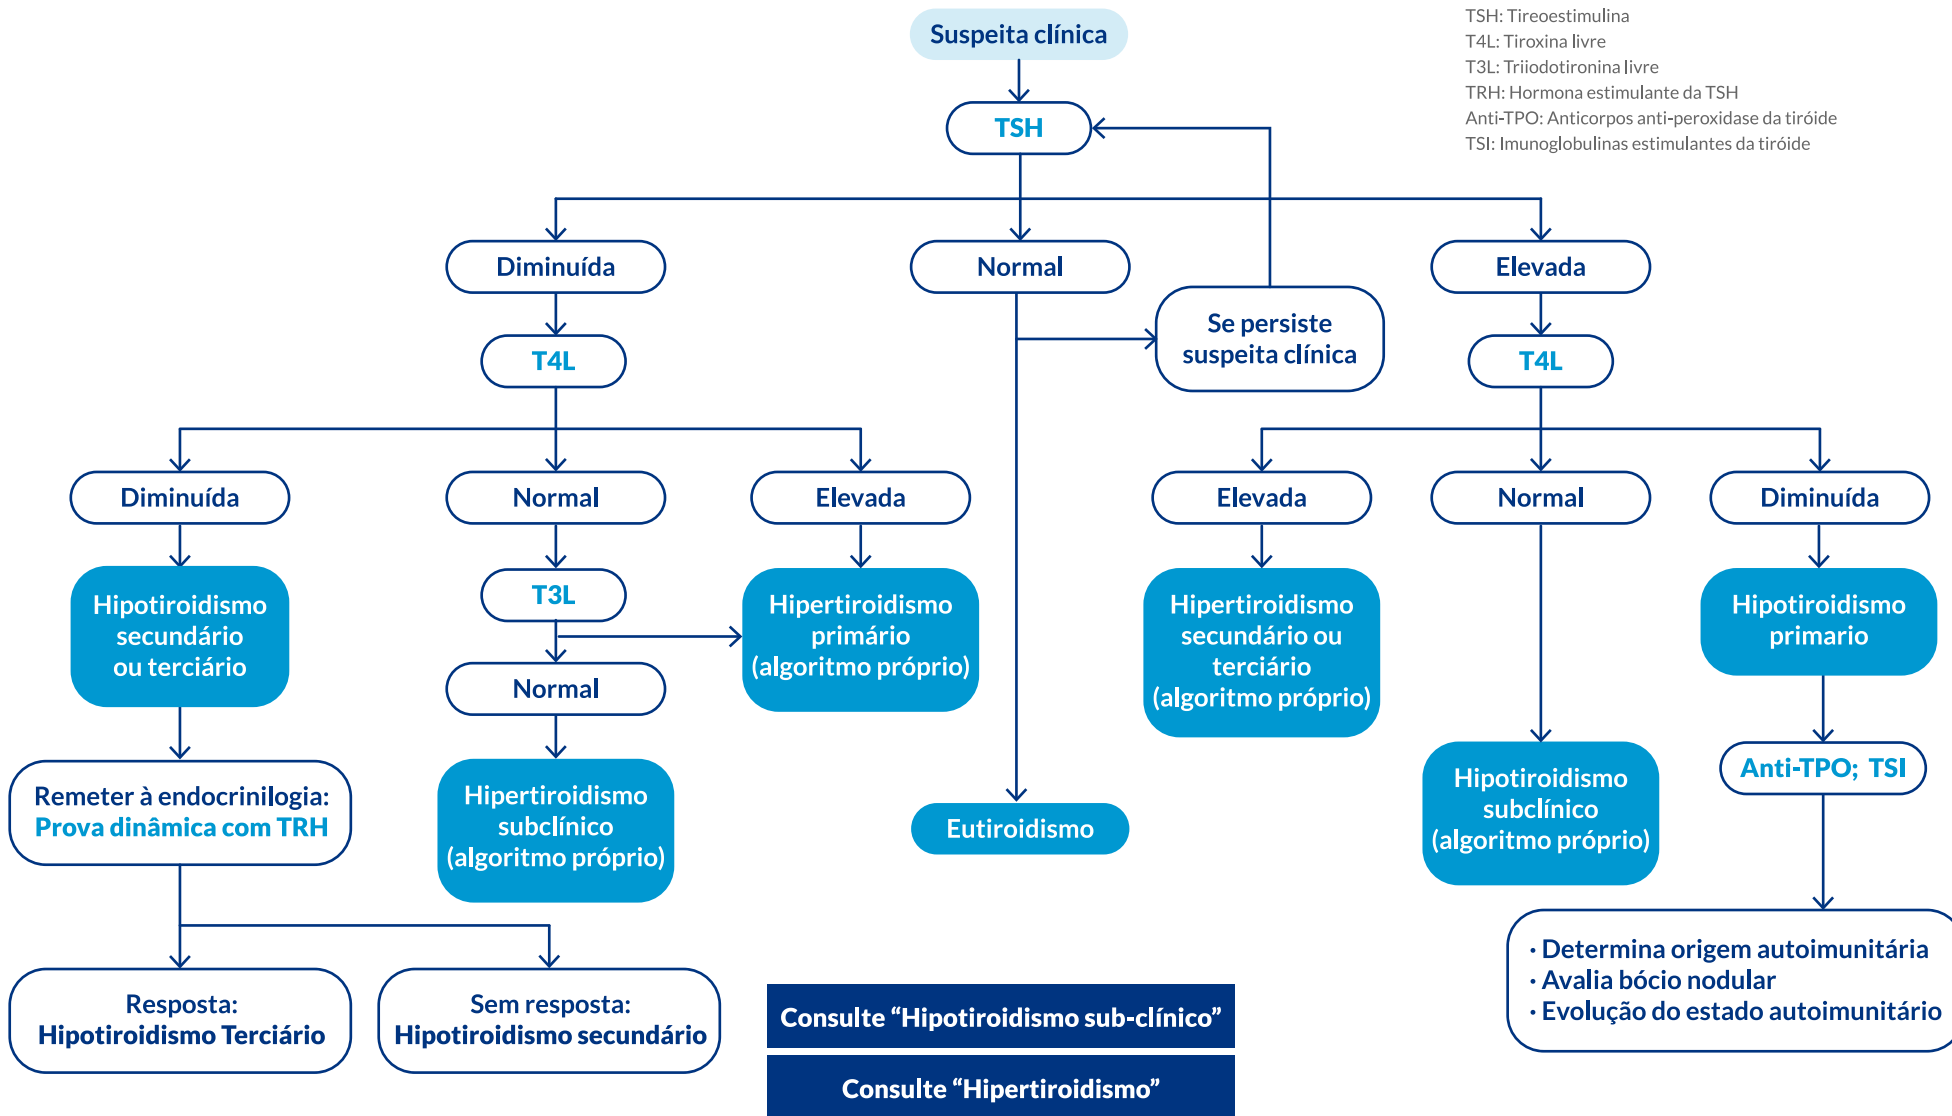 Suspeita clínica
TSH: Tireoestimulina
T4L: Tiroxina livre
T3L: Triiodotironina livre
TRH: Hormona estimulante da TSH
Anti-TPO: Anticorpos anti-peroxidase da tiróide
TSI: Imunoglobulinas estimulantes da tiróide
TSH
Diminuída
Normal
Elevada
Se persiste
suspeita clínica
T4L
T4L
Diminuída
Normal
Elevada
Elevada
Normal
Diminuída
Hipotiroidismo
secundário
ou terciário
T3L
Normal
Hipertiroidismo
primário
(algoritmo próprio)
Hipertiroidismo
secundário ou
terciário
(algoritmo próprio)
Hipotiroidismo
primario
Remeter à endocrinilogia:
Prova dinâmica com TRH
Hipertiroidismo
subclínico
(algoritmo próprio)
Eutiroidismo
Hipotiroidismo
subclínico
(algoritmo próprio)
Anti-TPO; TSI
Resposta:
Hipotiroidismo Terciário
Sem resposta:
Hipotiroidismo secundário
· Determina origem autoimunitária
· Avalia bócio nodular
· Evolução do estado autoimunitário
Consulte “Hipotiroidismo sub-clínico”
Consulte “Hipertiroidismo”